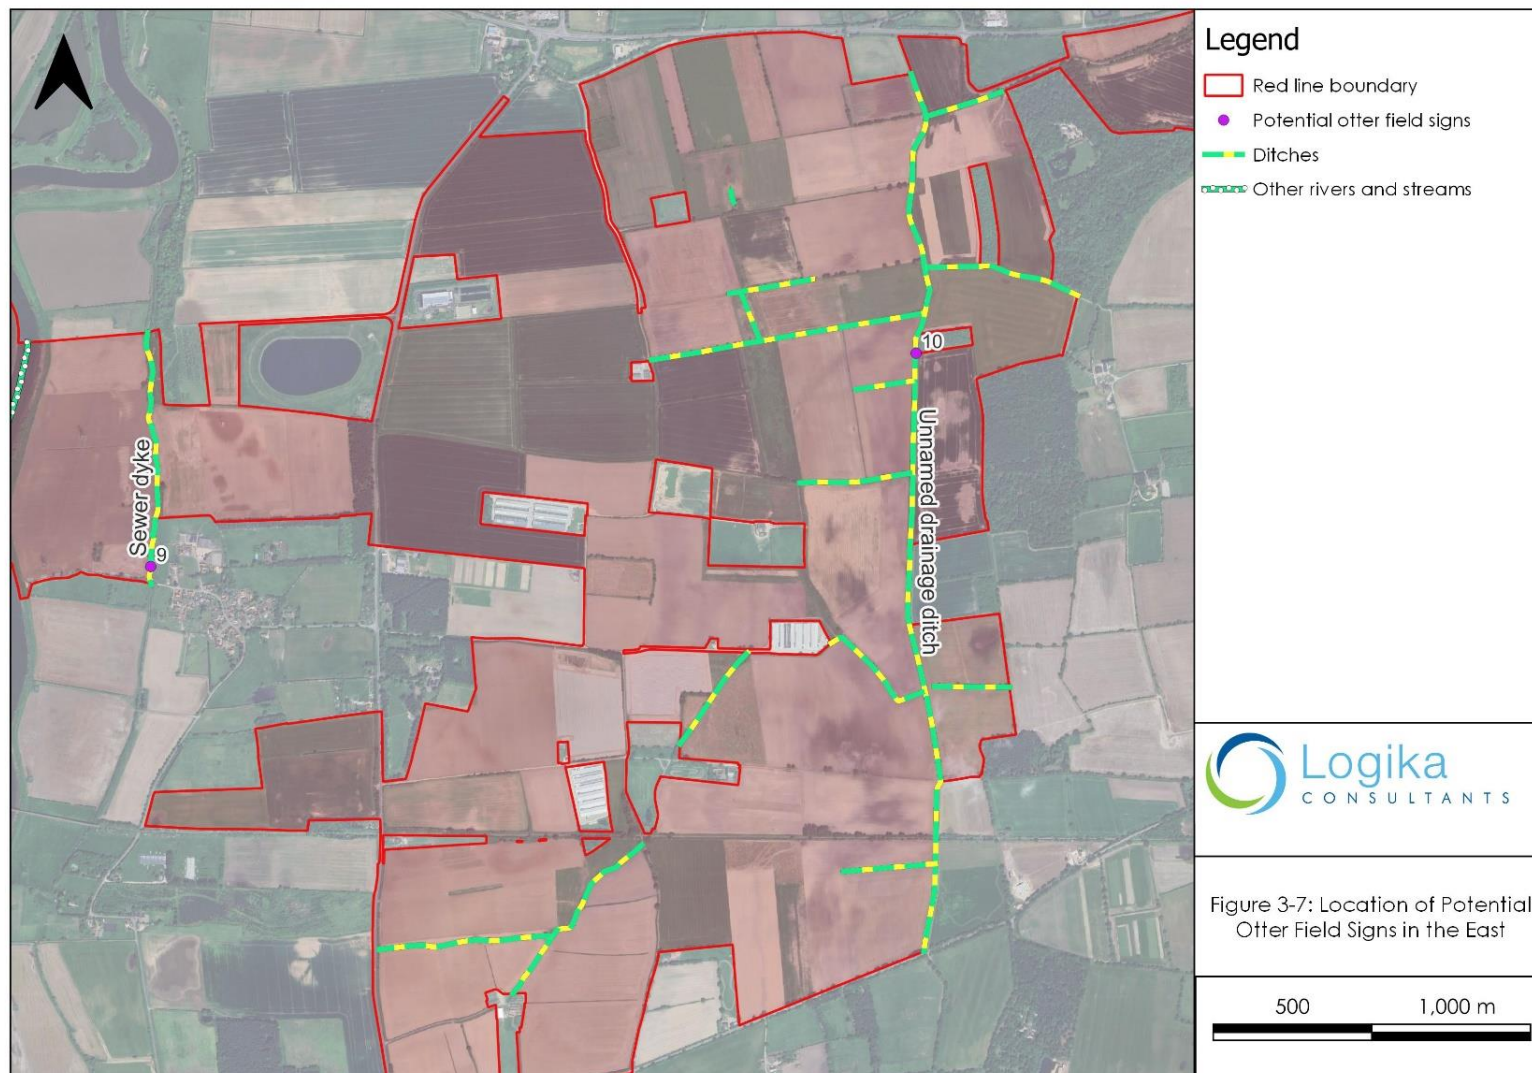 Legend
Red line boundary
Potential otter field signs
Ditches
Other rivers and streams
10
Unnamed drainage ditch
Sewer dyke
9
Logika
CONSULTANTS
Figure 3-7: Location of Potential
Otter Field Signs in the East
500 1,000 m